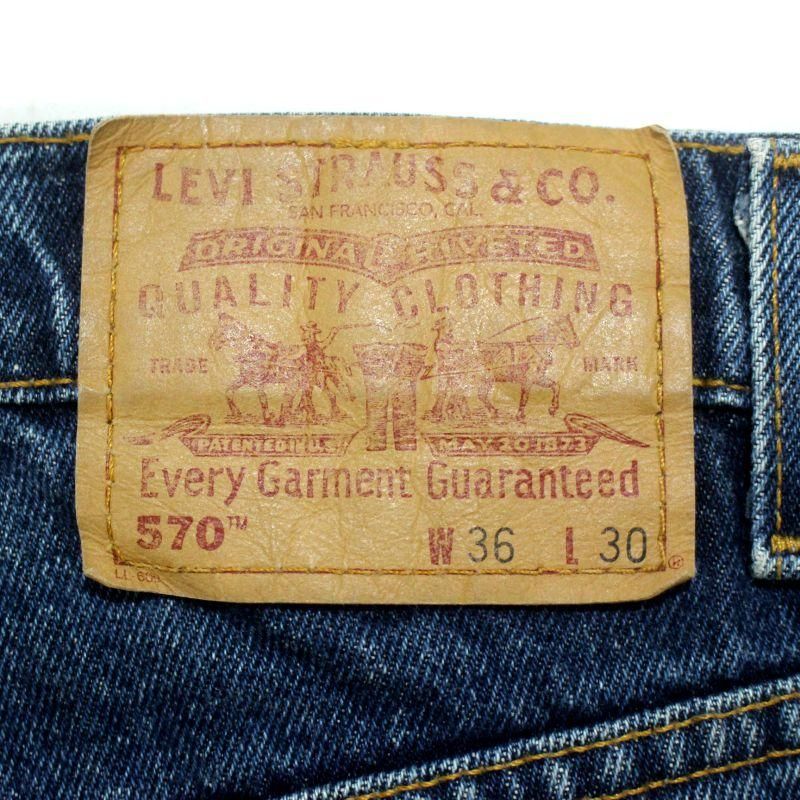 LEVI STRAUSS & CO.
SAN FRANCISCO, CAL.
ORIGINAL RIVETED
QUALITY CLOTHING
TRADE MARK
PATENTED IN U.S. MAY 20 1873
Every Garment Guaranteed
570™ W 36 L 30
®